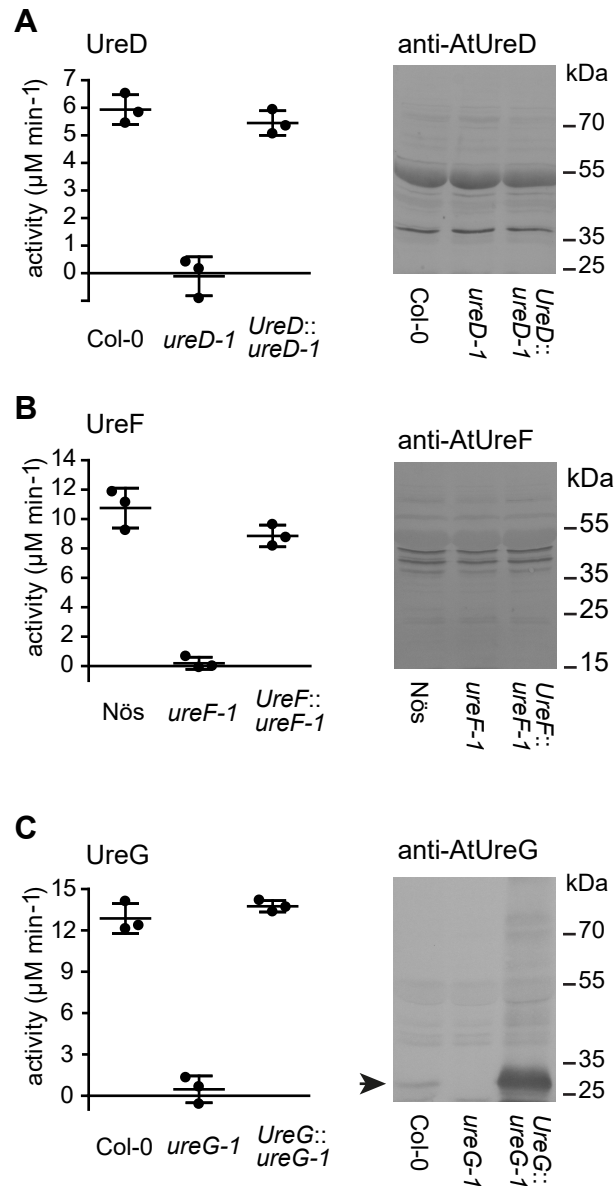 A
UreD
anti-AtUreD
activity (µM min-1)
7
6
5
4
3
2
1
0
Col-0
ureD-1
UreD::
ureD-1
kDa
70
55
35
25
Col-0
ureD-1
UreD::
ureD-1
B
UreF
anti-AtUreF
activity (µM min-1)
14
12
10
8
6
4
2
0
Nös
ureF-1
UreF::
ureF-1
kDa
55
35
25
15
Nös
ureF-1
UreF::
ureF-1
C
UreG
anti-AtUreG
activity (µM min-1)
15
12
9
6
3
0
Col-0
ureG-1
UreG::
ureG-1
kDa
70
55
35
25
Col-0
ureG-1
UreG::
ureG-1